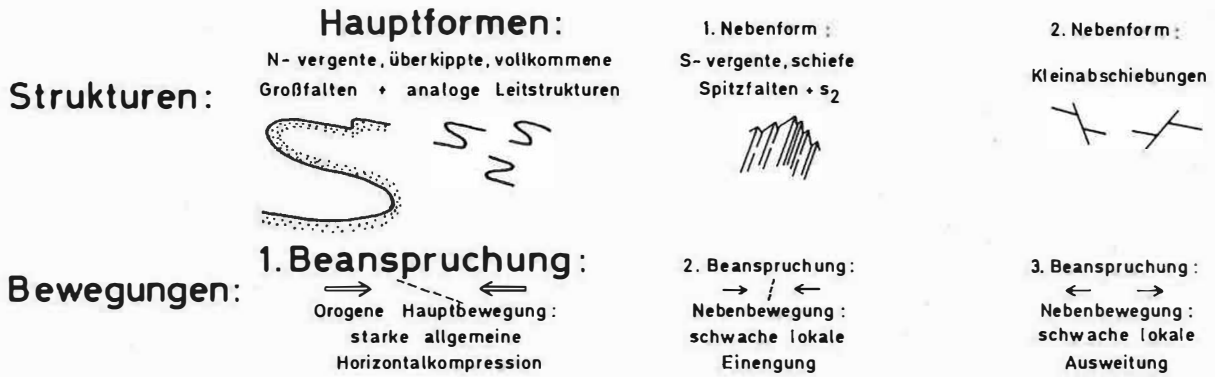 Hauptformen:
N- vergente, überkippte, vollkommene
Großfalten + analoge Leitstrukturen
1. Nebenform :
S- vergente, schiefe
Spitzfalten + s2
2. Nebenform :
Kleinabschiebungen
Strukturen:
Bewegungen:
1. Beanspruchung:
Orogene Hauptbewegung :
starke allgemeine
Horizontalkompression
2. Beanspruchung :
Nebenbewegung :
schwache lokale
Einengung
3. Beanspruchung :
Nebenbewegung :
schwache lokale
Ausweitung